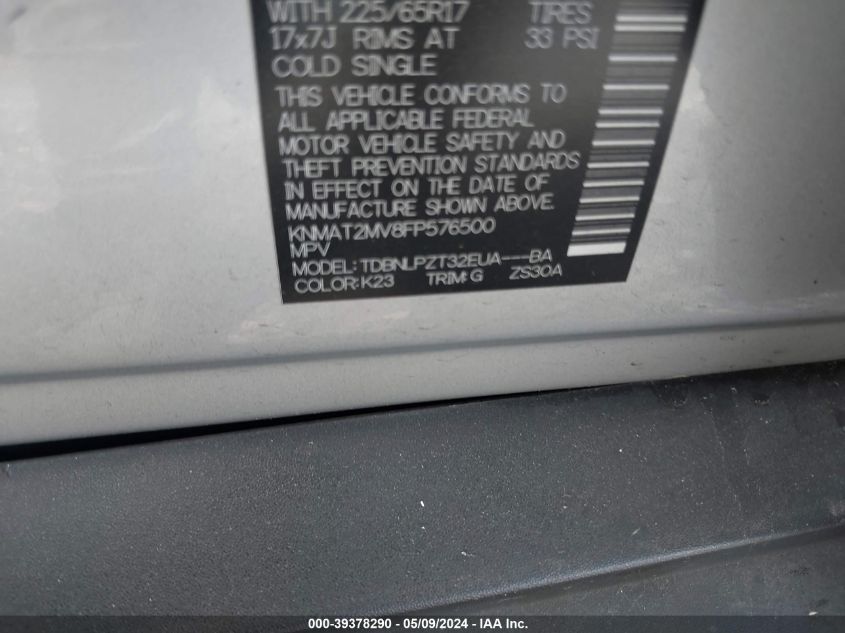 WITH 225/65R17 TIRES
17x7J RIMS AT 33 PSI
COLD SINGLE
THIS VEHICLE CONFORMS TO
ALL APPLICABLE FEDERAL
MOTOR VEHICLE SAFETY AND
THEFT PREVENTION STANDARDS
IN EFFECT ON THE DATE OF
MANUFACTURE SHOWN ABOVE.
KNMAT2MV8FP576500
MPV
MODEL:TDBNLPZT32EUA---BA
COLOR:K23 TRIM:G ZS30A
000-39378290 - 05/09/2024 - IAA Inc.